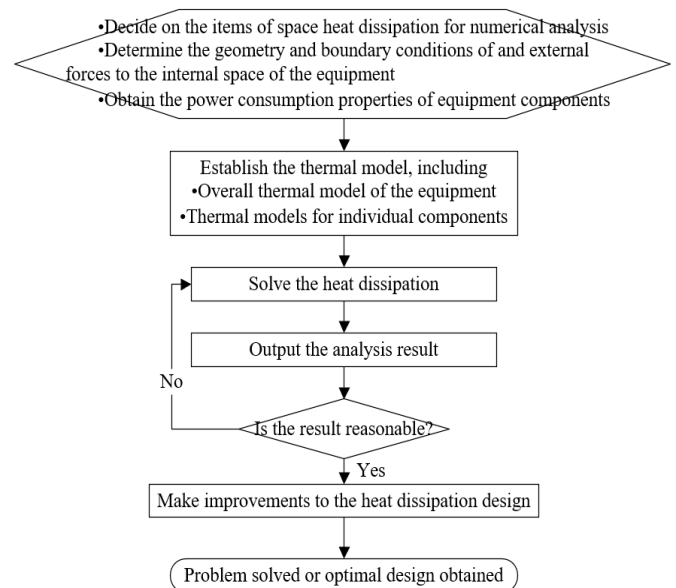 •Decide on the items of space heat dissipation for numerical analysis
•Determine the geometry and boundary conditions of and external
forces to the internal space of the equipment
•Obtain the power consumption properties of equipment components
Establish the thermal model, including
•Overall thermal model of the equipment
•Thermal models for individual components
Solve the heat dissipation
Output the analysis result
No
Is the result reasonable?
Yes
Make improvements to the heat dissipation design
Problem solved or optimal design obtained